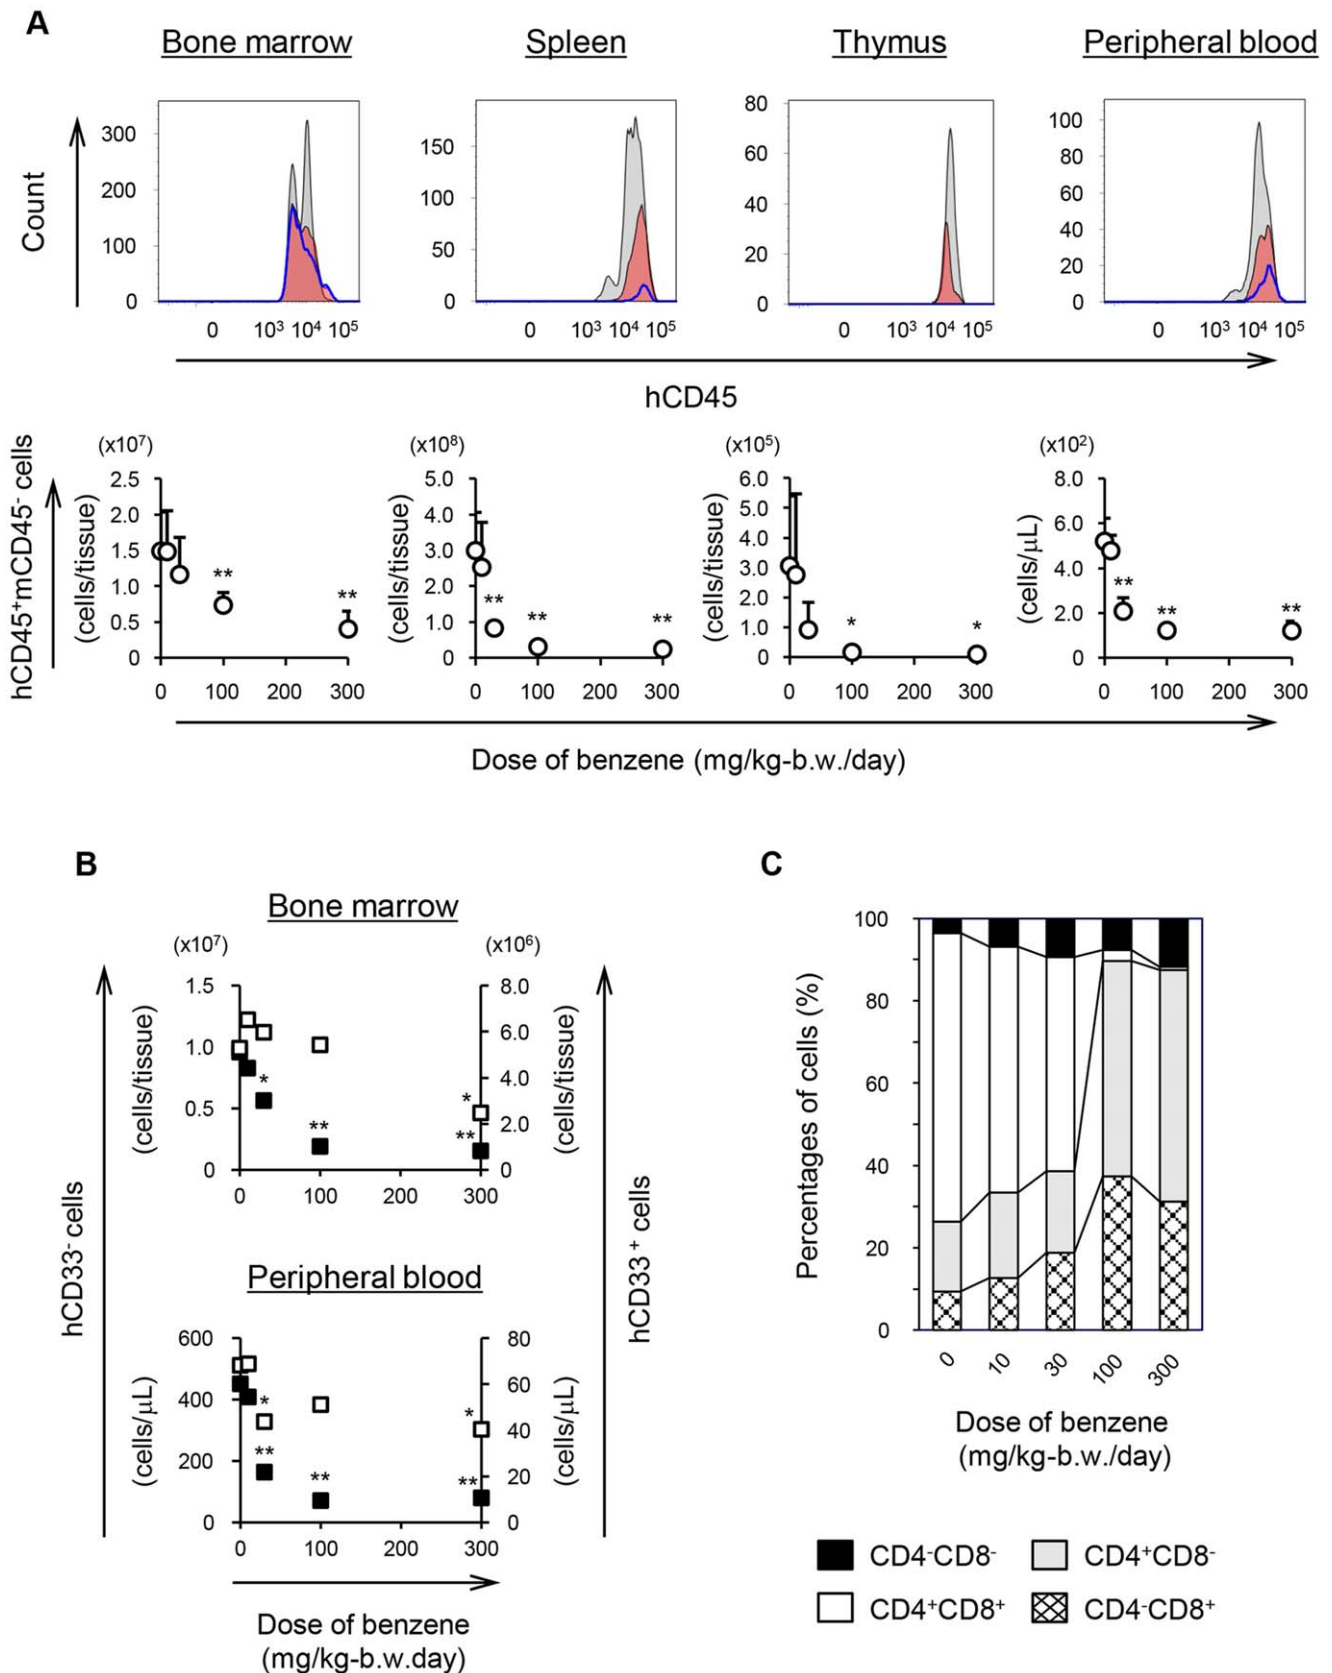 A
Bone marrow
Spleen
Thymus
Peripheral blood
Count
300
200
100
0
150
100
50
0
80
60
40
20
0
100
80
60
40
20
0
0 10³ 10⁴ 10⁵
0 10³ 10⁴ 10⁵
0 10³ 10⁴ 10⁵
0 10³ 10⁴ 10⁵
hCD45
hCD45⁺mCD45⁻ cells
(x10⁷)
(cells/tissue)
2.5
2.0
1.5
1.0
0.5
0
** **
0 100 200 300
(x10⁸)
(cells/tissue)
5.0
4.0
3.0
2.0
1.0
0
** ** **
0 100 200 300
(x10⁵)
(cells/tissue)
6.0
5.0
4.0
3.0
2.0
1.0
0
* *
0 100 200 300
(x10²)
(cells/μL)
8.0
6.0
4.0
2.0
0
** ** **
0 100 200 300
Dose of benzene (mg/kg-b.w./day)
B
Bone marrow
hCD33⁻ cells
hCD33⁺ cells
(x10⁷)
(x10⁶)
(cells/tissue)
1.5
1.0
0.5
0
* ** * **
8.0
6.0
4.0
2.0
0
(cells/tissue)
0 100 200 300
Peripheral blood
(cells/μL)
600
400
200
0
* ** ** * **
80
60
40
20
0
(cells/μL)
0 100 200 300
Dose of benzene
(mg/kg-b.w.day)
C
Percentages of cells (%)
100
80
60
40
20
0
0 10 30 100 300
Dose of benzene
(mg/kg-b.w./day)
CD4⁻CD8⁻
CD4⁺CD8⁻
CD4⁺CD8⁺
CD4⁻CD8⁺